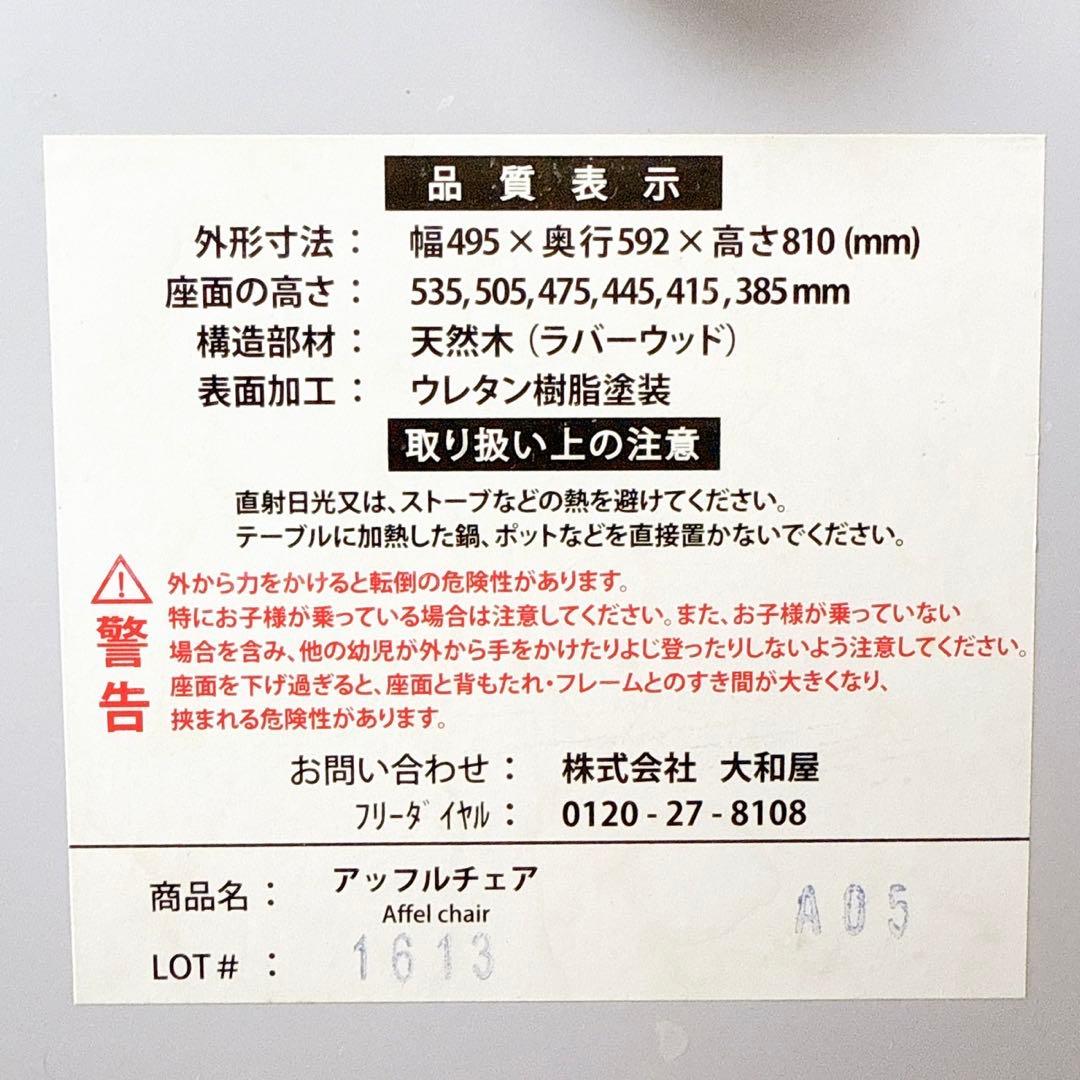 品質表示
外形寸法： 幅495×奥行592×高さ810(mm)
座面の高さ： 535,505,475,445,415,385mm
構造部材： 天然木（ラバーウッド）
表面加工： ウレタン樹脂塗装
取り扱い上の注意
直射日光又は、ストーブなどの熱を避けてください。
テーブルに加熱した鍋、ポットなどを直接置かないでください。
警告
外から力をかけると転倒の危険性があります。
特にお子様が乗っている場合は注意してください。また、お子様が乗っていない
場合を含み、他の幼児が外から手をかけたりよじ登ったりしないよう注意してください。
座面を下げ過ぎると、座面と背もたれ・フレームとのすき間が大きくなり、
挟まれる危険性があります。
お問い合わせ： 株式会社 大和屋
ﾌﾘｰﾀﾞｲﾔﾙ： 0120-27-8108
商品名： アッフルチェア
Affel chair
A05
LOT#： 1613